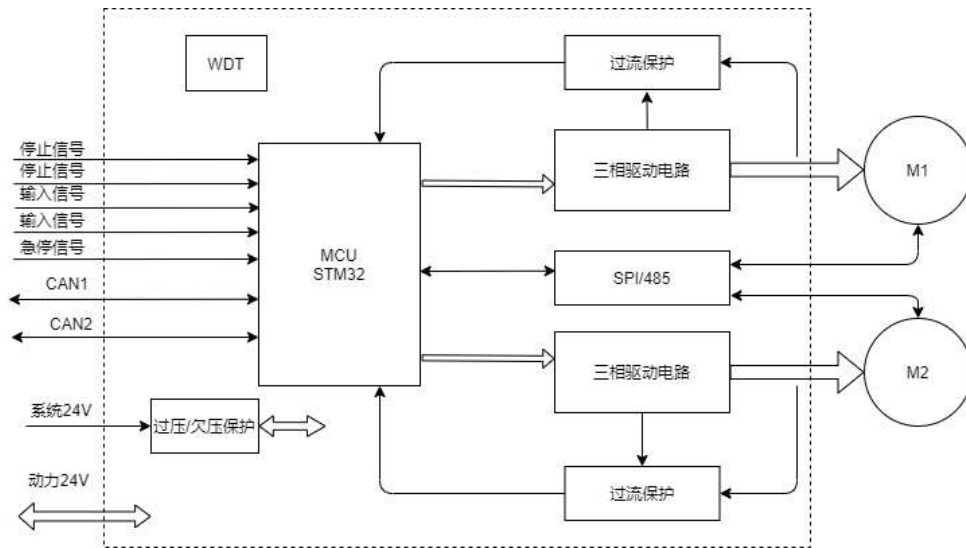 WDT
过流保护
停止信号
停止信号
输入信号
输入信号
急停信号
CAN1
CAN2
MCU
STM32
三相驱动电路
M1
SPI/485
三相驱动电路
M2
系统24V
过压/欠压保护
动力24V
过流保护